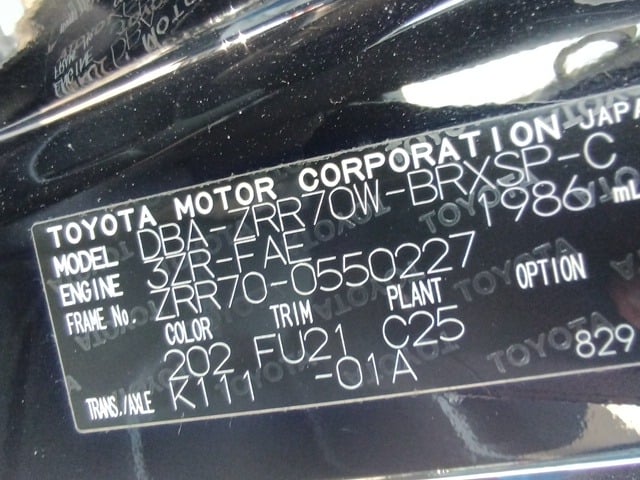 TOYOTA MOTOR CORPORATION JAPA
MODEL DBA-ZRR70W-BRXSP-C
ENGINE 3ZR-FAE 1986 ml
FRAME No. ZRR70-0550227
COLOR TRIM PLANT OPTION
202 FU21 C25 829
TRANS./AXLE K111 -01A